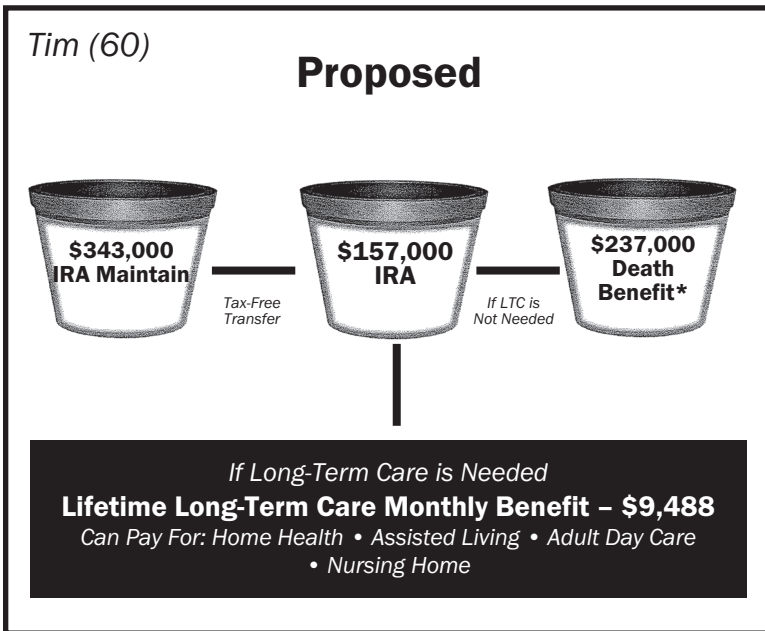 Tim (60)
Proposed
$343,000
IRA Maintain
Tax-Free
Transfer
$157,000
IRA
If LTC is
Not Needed
$237,000
Death
Benefit*
If Long-Term Care is Needed
Lifetime Long-Term Care Monthly Benefit – $9,488
Can Pay For: Home Health • Assisted Living • Adult Day Care
• Nursing Home